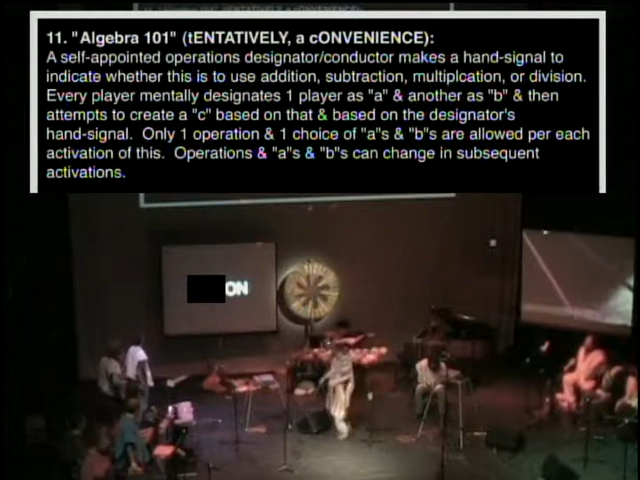 11. "Algebra 101" (tENTATIVELY, a cONVENIENCE):
A self-appointed operations designator/conductor makes a hand-signal to
indicate whether this is to use addition, subtraction, multiplcation, or division.
Every player mentally designates 1 player as "a" & another as "b" & then
attempts to create a "c" based on that & based on the designator's
hand-signal.  Only 1 operation & 1 choice of "a"s & "b"s are allowed per each
activation of this.  Operations & "a"s & "b"s can change in subsequent
activations.
ON